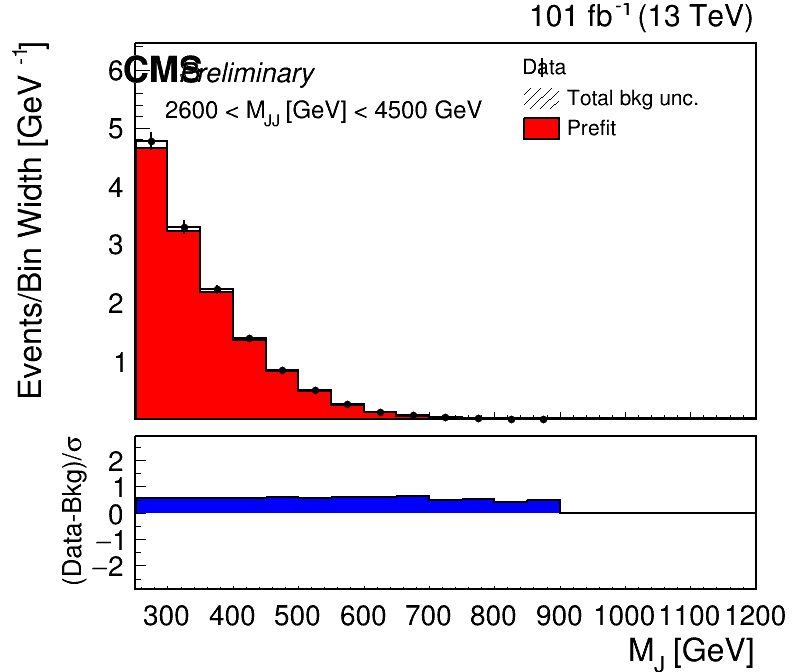 101 fb⁻¹ (13 TeV)
CMS Preliminary
2600 < M_JJ [GeV] < 4500 GeV
Data
Total bkg unc.
Prefit
Events/Bin Width [GeV⁻¹]
6
5
4
3
2
1
(Data-Bkg)/σ
2
1
0
−1
−2
300 400 500 600 700 800 900 1000 1100 1200
M_J [GeV]